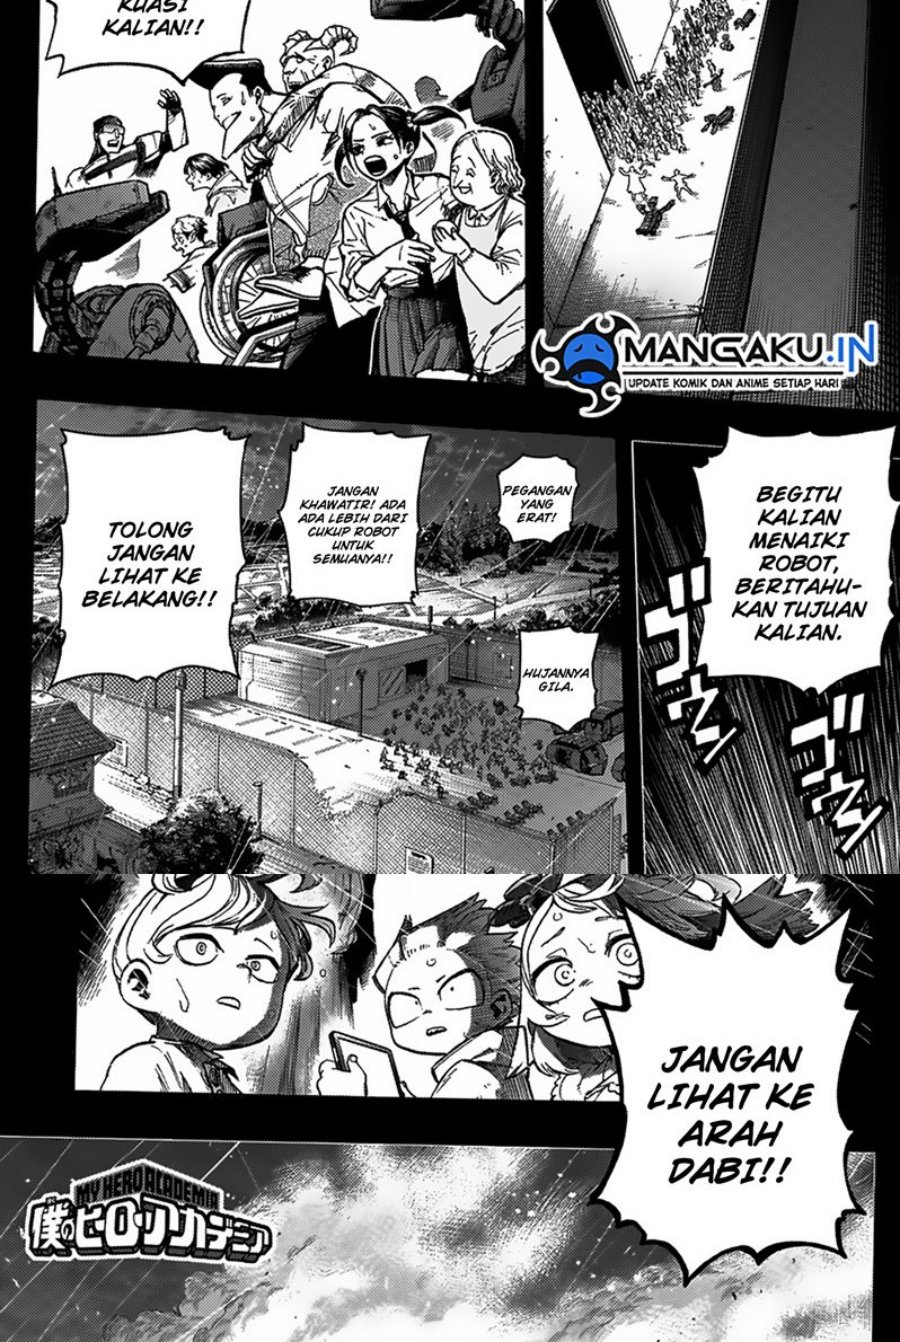 KUASI
KALIAN!!
MANGAKU.IN
UPDATE KOMIK DAN ANIME SETIAP HARI
BEGITU
KALIAN
MENAIKI
ROBOT,
BERITAHU-
KAN TUJUAN
KALIAN.
ゴウン
ゴウン
PEGANGAN
YANG
ERAT!
HUJANNYA
GILA.
JANGAN
KHAWATIR! ADA
ADA LEBIH DARI
CUKUP ROBOT
UNTUK
SEMUANYA!!
TOLONG
JANGAN
LIHAT KE
BELAKANG!!
JANGAN
LIHAT KE
ARAH
DABI!!
MY HERO ACADEMIA
僕のヒーローアカデミア